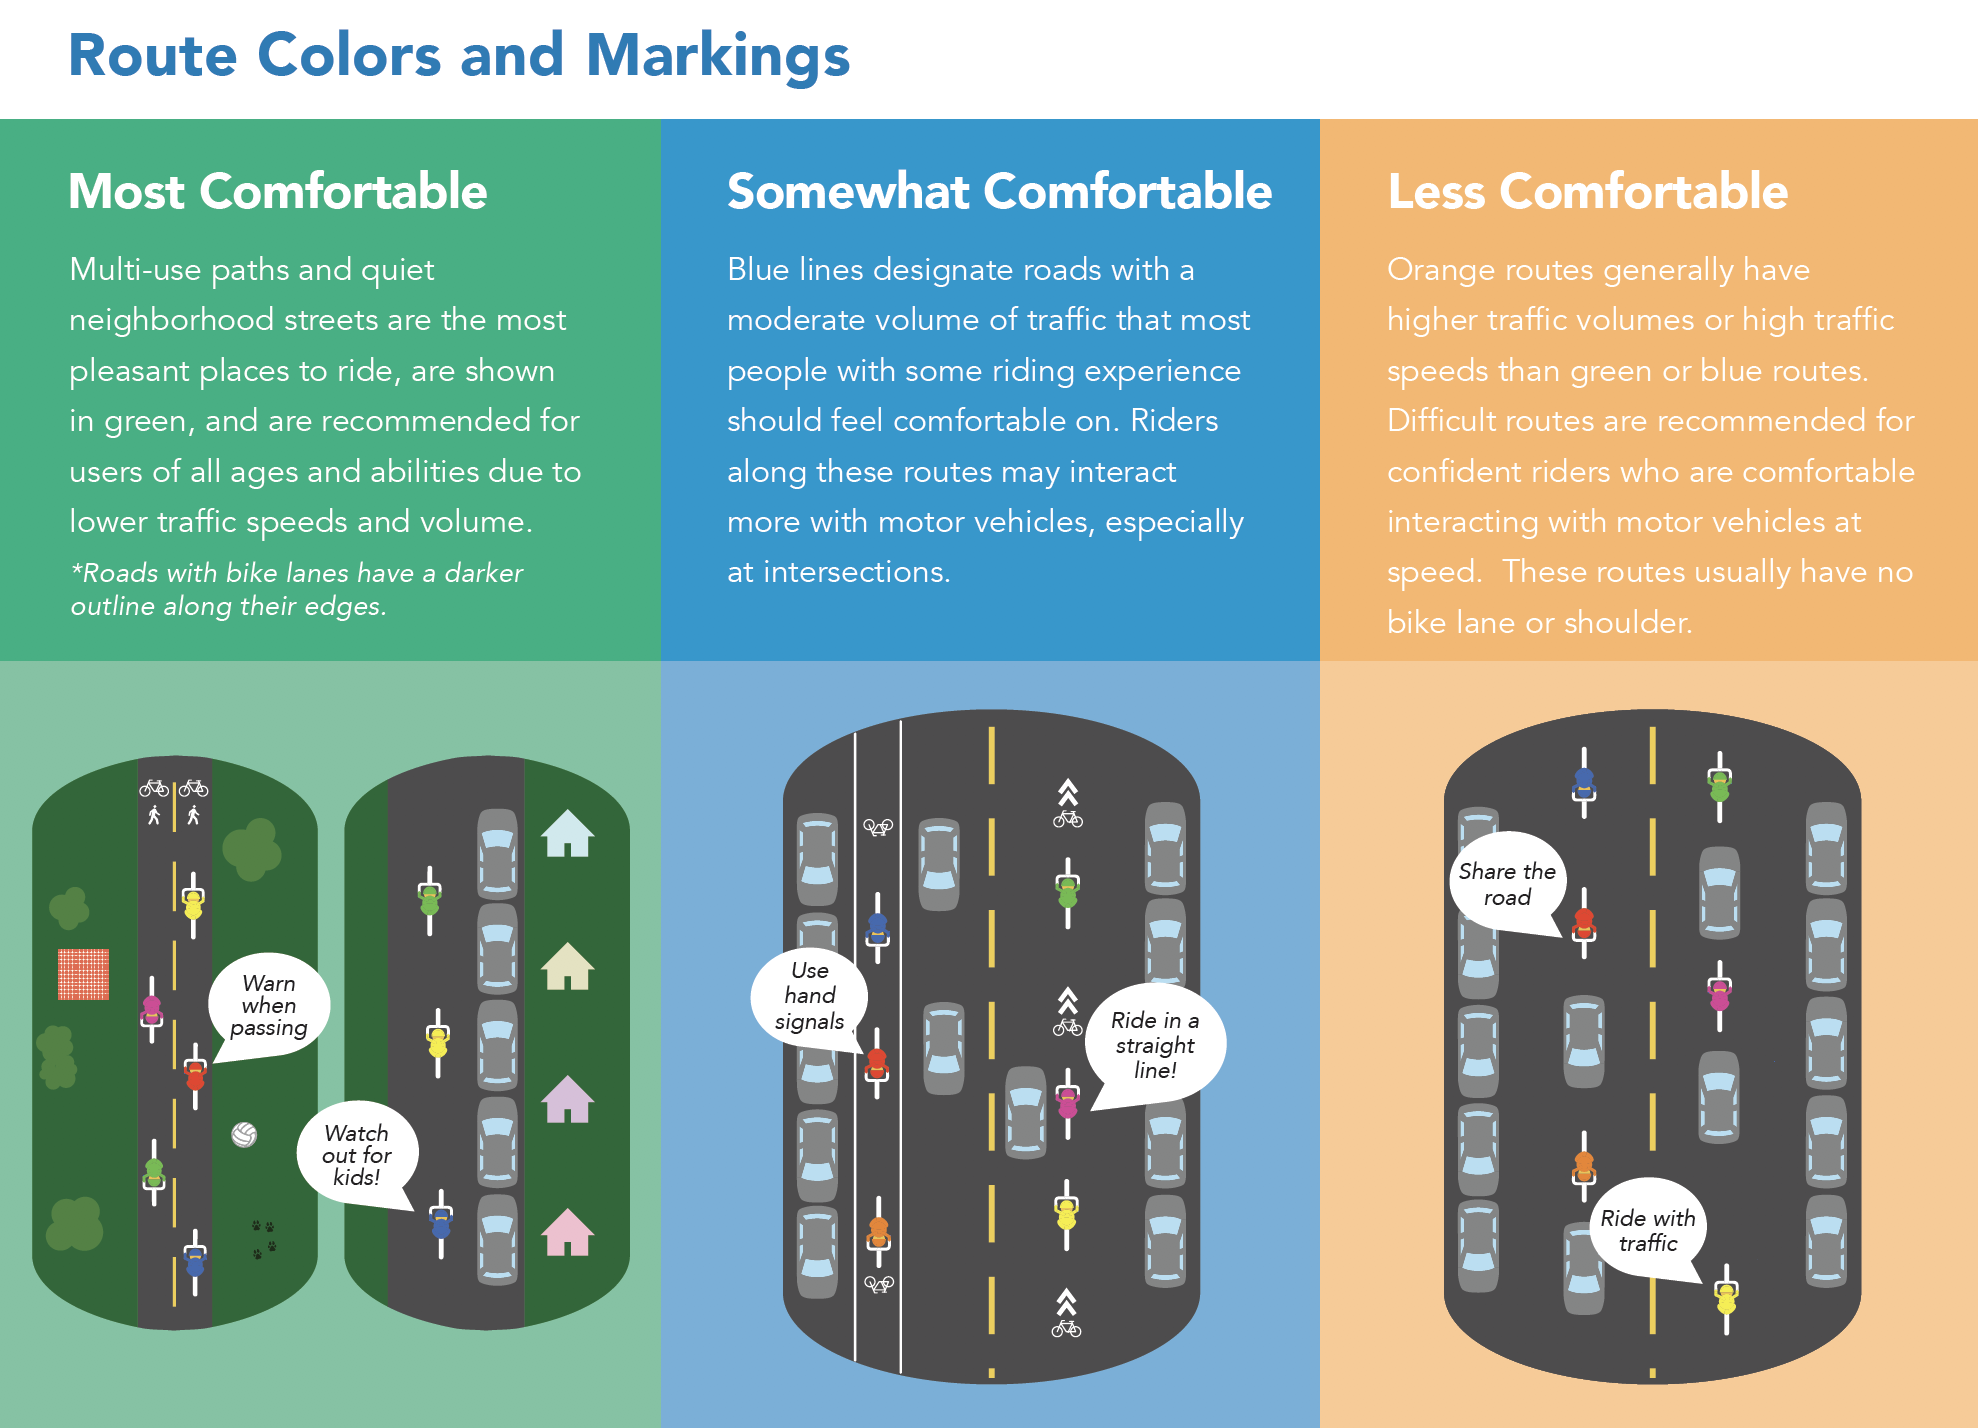 Route Colors and Markings
Most Comfortable
Multi-use paths and quiet
neighborhood streets are the most
pleasant places to ride, are shown
in green, and are recommended for
users of all ages and abilities due to
lower traffic speeds and volume.
*Roads with bike lanes have a darker
outline along their edges.
Somewhat Comfortable
Blue lines designate roads with a
moderate volume of traffic that most
people with some riding experience
should feel comfortable on. Riders
along these routes may interact
more with motor vehicles, especially
at intersections.
Less Comfortable
Orange routes generally have
higher traffic volumes or high traffic
speeds than green or blue routes.
Difficult routes are recommended for
confident riders who are comfortable
interacting with motor vehicles at
speed.  These routes usually have no
bike lane or shoulder.
Warn
when
passing
Watch
out for
kids!
Use
hand
signals
Ride in a
straight
line!
Share the
road
Ride with
traffic